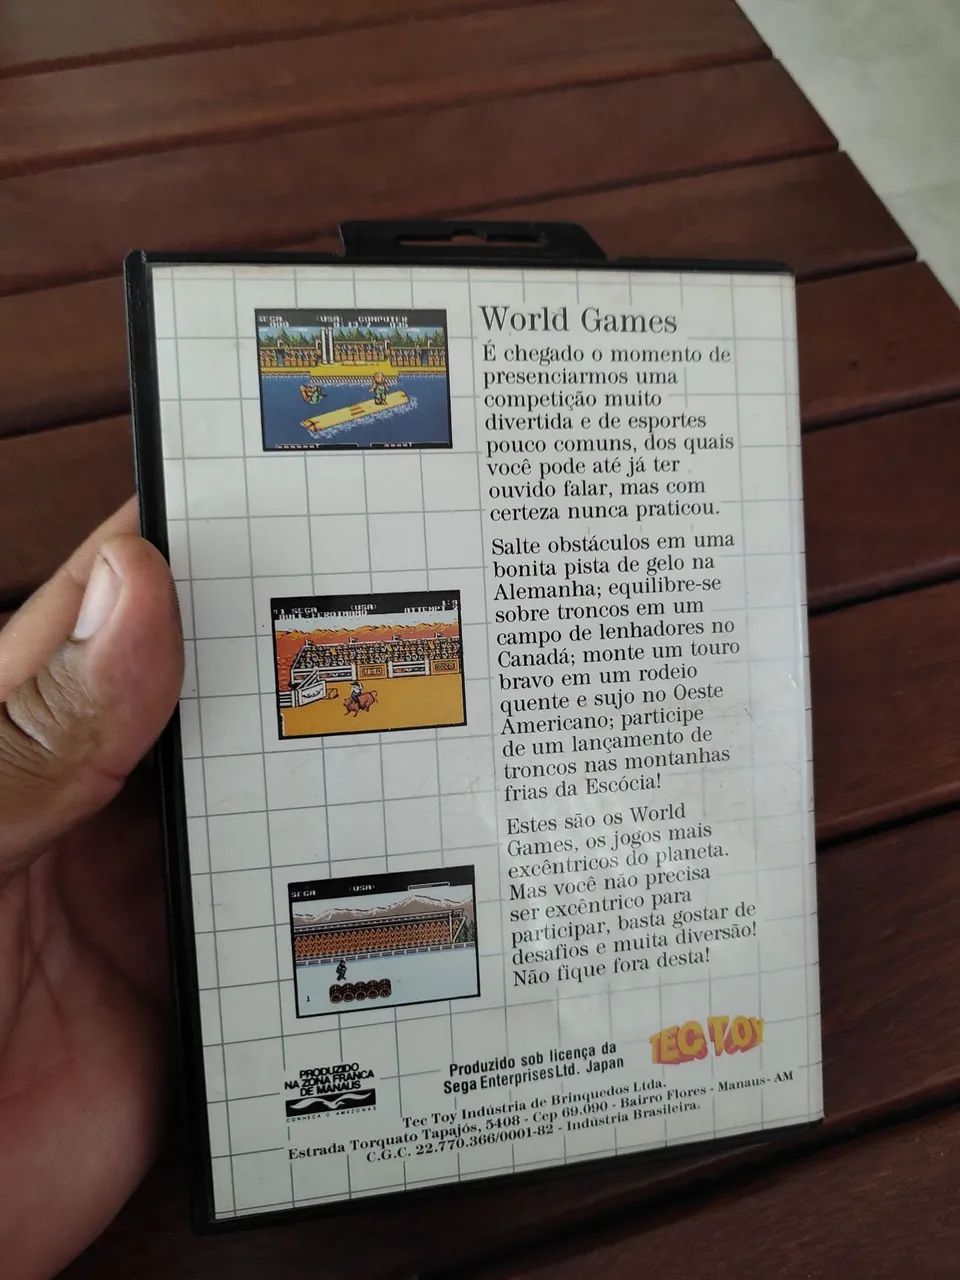 World Games
É chegado o momento de
presenciarmos uma
competição muito
divertida e de esportes
pouco comuns, dos quais
você pode até já ter
ouvido falar, mas com
certeza nunca praticou.
Salte obstáculos em uma
bonita pista de gelo na
Alemanha; equilibre-se
sobre troncos em um
campo de lenhadores no
Canadá; monte um touro
bravo em um rodeio
quente e sujo no Oeste
Americano; participe
de um lançamento de
troncos nas montanhas
frias da Escócia!
Estes são os World
Games, os jogos mais
excêntricos do planeta.
Mas você não precisa
ser excêntrico para
participar, basta gostar de
desafios e muita diversão!
Não fique fora desta!
SEGA (USA) COMPUTER
SEGA (USA)
ATTEMPT
USA
SEGA (USA)
1
PRODUZIDO
NA ZONA FRANCA
DE MANAUS
CONHEÇA O AMAZONAS
Produzido sob licença da
Sega Enterprises Ltd. Japan
TEC TOY
Tec Toy Indústria de Brinquedos Ltda.
Estrada Torquato Tapajós, 5408 - Cep 69.090 - Bairro Flores - Manaus - AM
C.G.C. 22.770.366/0001-82 - Indústria Brasileira.